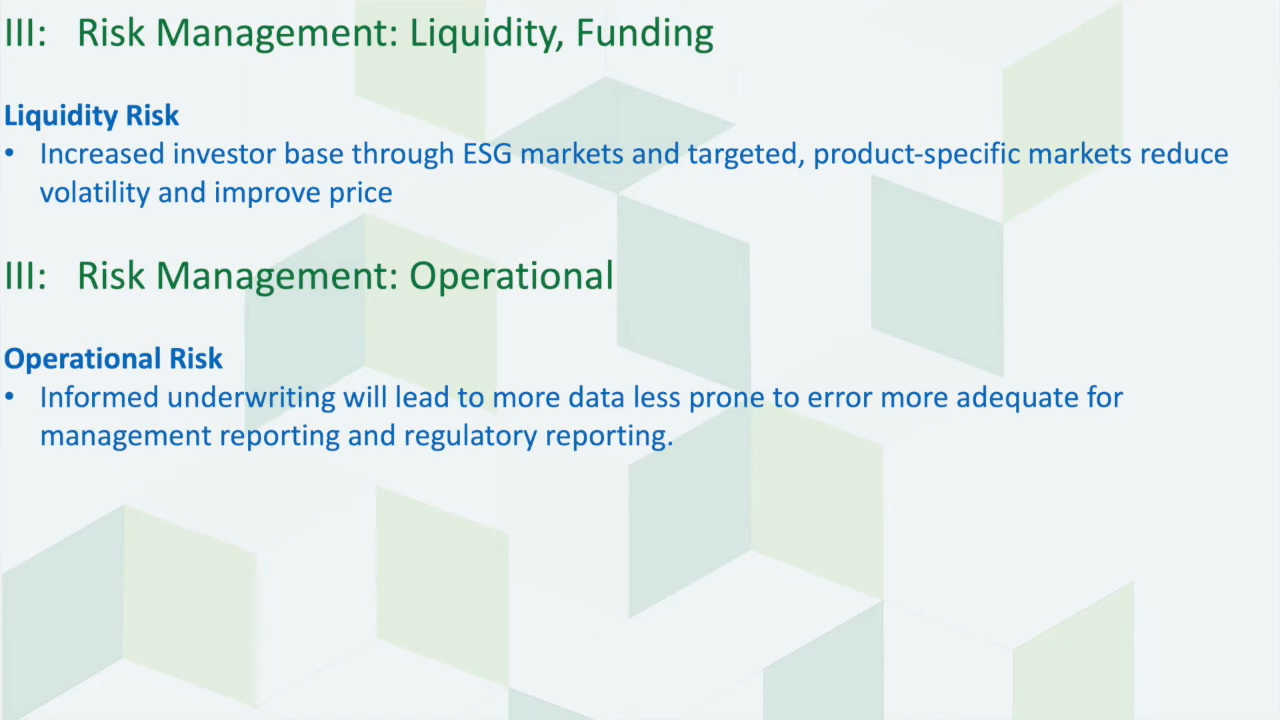 III: Risk Management: Liquidity, Funding
Liquidity Risk
• Increased investor base through ESG markets and targeted, product-specific markets reduce
volatility and improve price
III: Risk Management: Operational
Operational Risk
• Informed underwriting will lead to more data less prone to error more adequate for
management reporting and regulatory reporting.